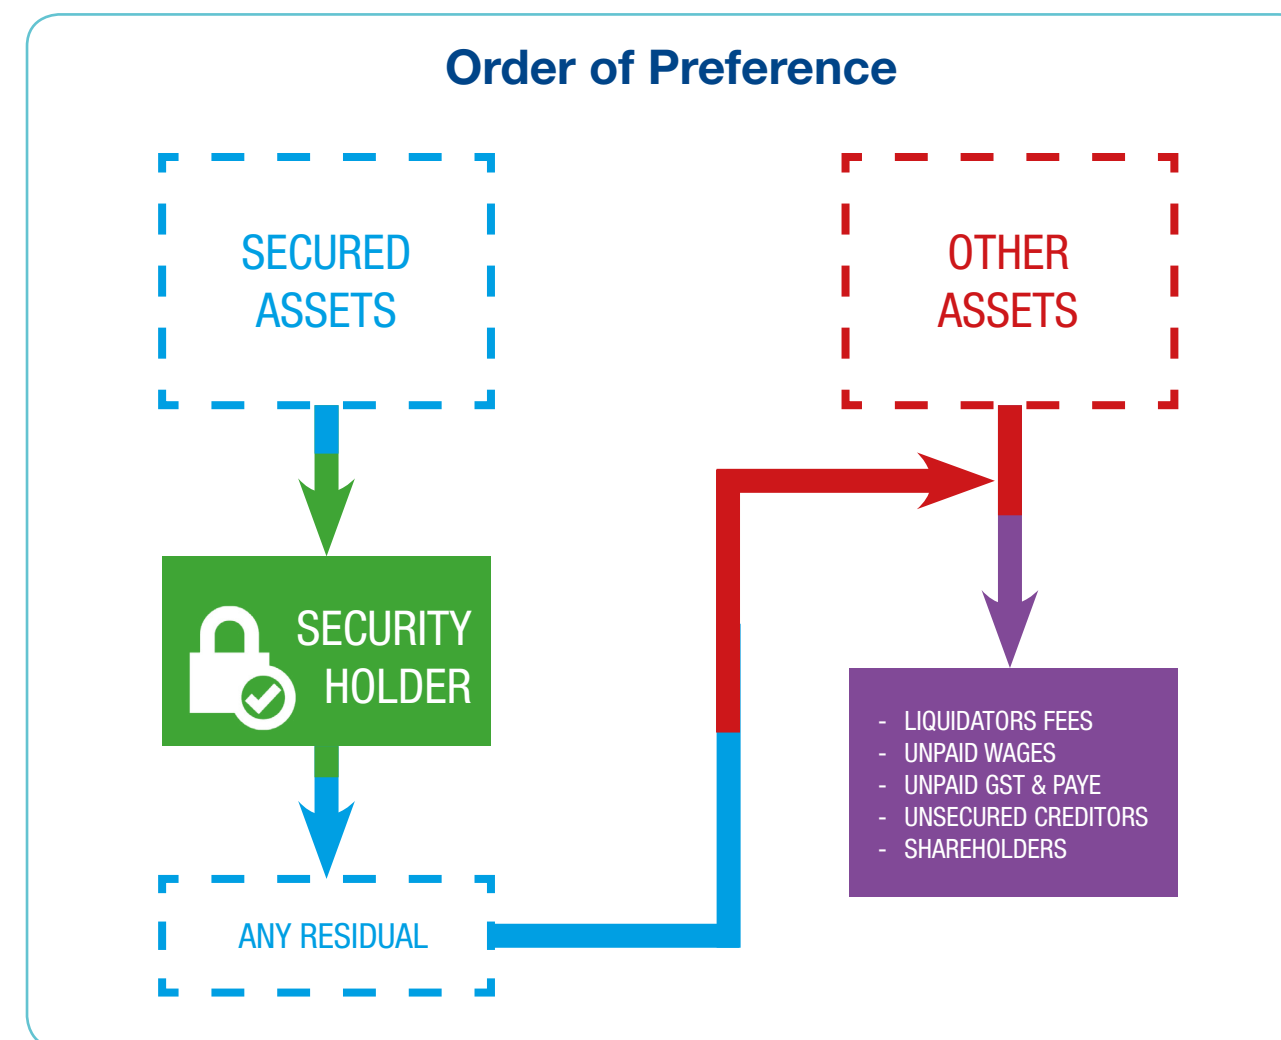 Order of Preference
SECURED
ASSETS
OTHER
ASSETS
SECURITY
HOLDER
- LIQUIDATORS FEES
- UNPAID WAGES
- UNPAID GST & PAYE
- UNSECURED CREDITORS
- SHAREHOLDERS
ANY RESIDUAL